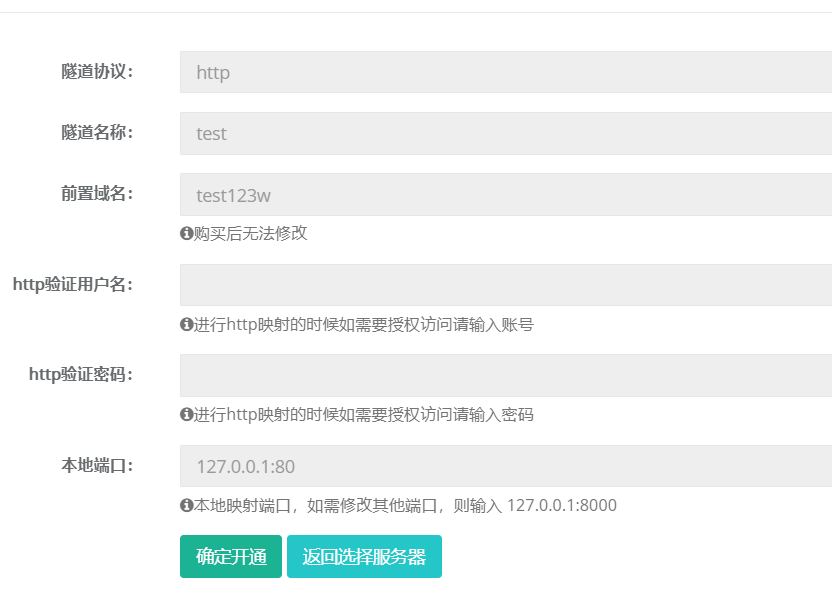 隧道协议： http
隧道名称： test
前置域名： test123w
购买后无法修改
http验证用户名：
进行http映射的时候如需要授权访问请输入账号
http验证密码：
进行http映射的时候如需要授权访问请输入密码
本地端口： 127.0.0.1:80
本地映射端口，如需修改其他端口，则输入 127.0.0.1:8000
确定开通 返回选择服务器